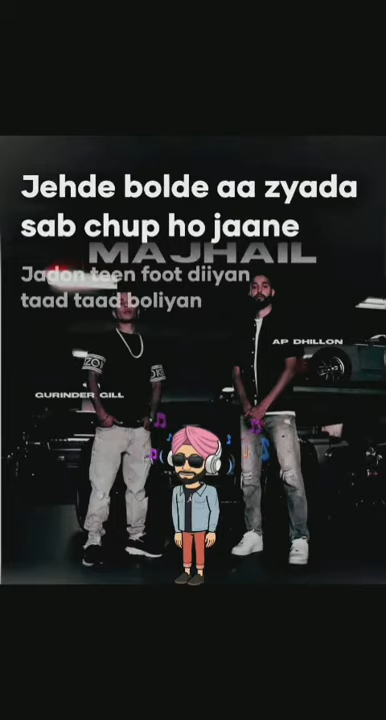 Jehde bolde aa zyada
sab chup ho jaane
MAJHAIL
Jadon teen foot diiyan
taad taad boliyan
AP DHILLON
GURINDER GILL